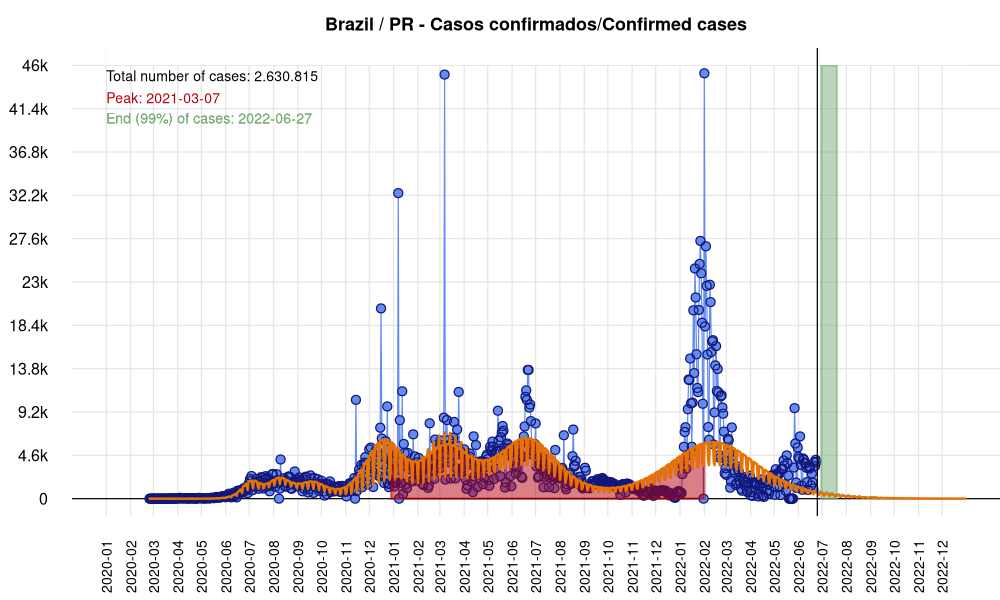 Brazil / PR - Casos confirmados/Confirmed cases
46k
Total number of cases: 2.630.815
Peak: 2021-03-07
41.4k
End (99%) of cases: 2022-06-27
36.8k
32.2k
27.6k
23k
18.4k
13.8k
9.2k
4.6k
0
2020-01
2020-02
2020-03
2020-04
2020-05
2020-06
2020-07
2020-08
2020-09
2020-10
2020-11
2020-12
2021-01
2021-02
2021-03
2021-04
2021-05
2021-06
2021-07
2021-08
2021-09
2021-10
2021-11
2021-12
2022-01
2022-02
2022-03
2022-04
2022-05
2022-06
2022-07
2022-08
2022-09
2022-10
2022-11
2022-12